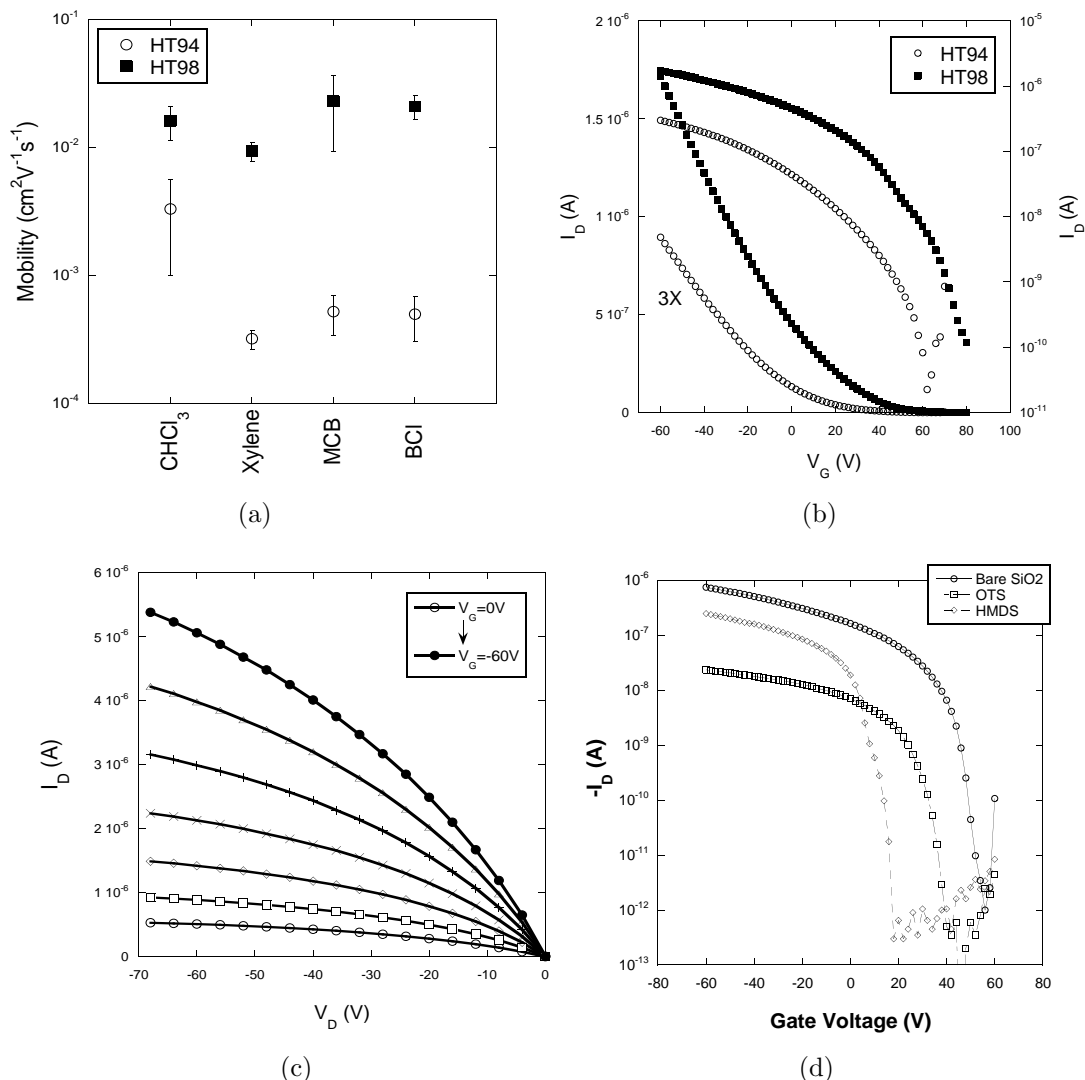 10⁻¹
10⁻²
10⁻³
10⁻⁴
Mobility (cm²V⁻¹s⁻¹)
HT94
HT98
CHCl₃
Xylene
MCB
BCl
(a)
2 10⁻⁶
1.5 10⁻⁶
1 10⁻⁶
5 10⁻⁷
0
I_D (A)
HT94
HT98
3X
10⁻⁵
10⁻⁶
10⁻⁷
10⁻⁸
10⁻⁹
10⁻¹⁰
10⁻¹¹
I_D (A)
-60 -40 -20 0 20 40 60 80 100
V_G (V)
(b)
6 10⁻⁶
5 10⁻⁶
4 10⁻⁶
3 10⁻⁶
2 10⁻⁶
1 10⁻⁶
0
I_D (A)
V_G=0V
V_G=-60V
-70 -60 -50 -40 -30 -20 -10 0
V_D (V)
(c)
Bare SiO2
OTS
HMDS
10⁻⁶
10⁻⁷
10⁻⁸
10⁻⁹
10⁻¹⁰
10⁻¹¹
10⁻¹²
10⁻¹³
-I_D (A)
-80 -60 -40 -20 0 20 40 60 80
Gate Voltage (V)
(d)